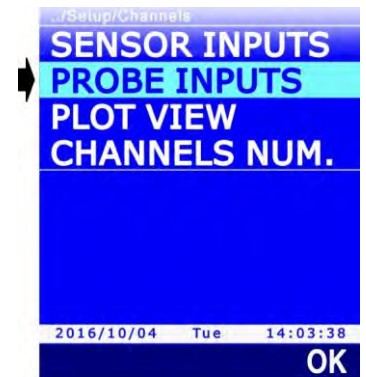 ../Setup/Channels
SENSOR INPUTS
PROBE INPUTS
PLOT VIEW
CHANNELS NUM.
2016/10/04 Tue 14:03:38
OK